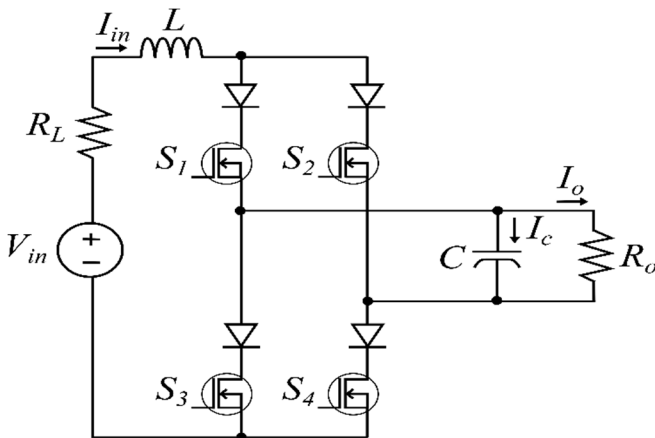 I_in
L
R_L
S_1
S_2
I_o
V_in
+
−
C
I_c
R_o
S_3
S_4